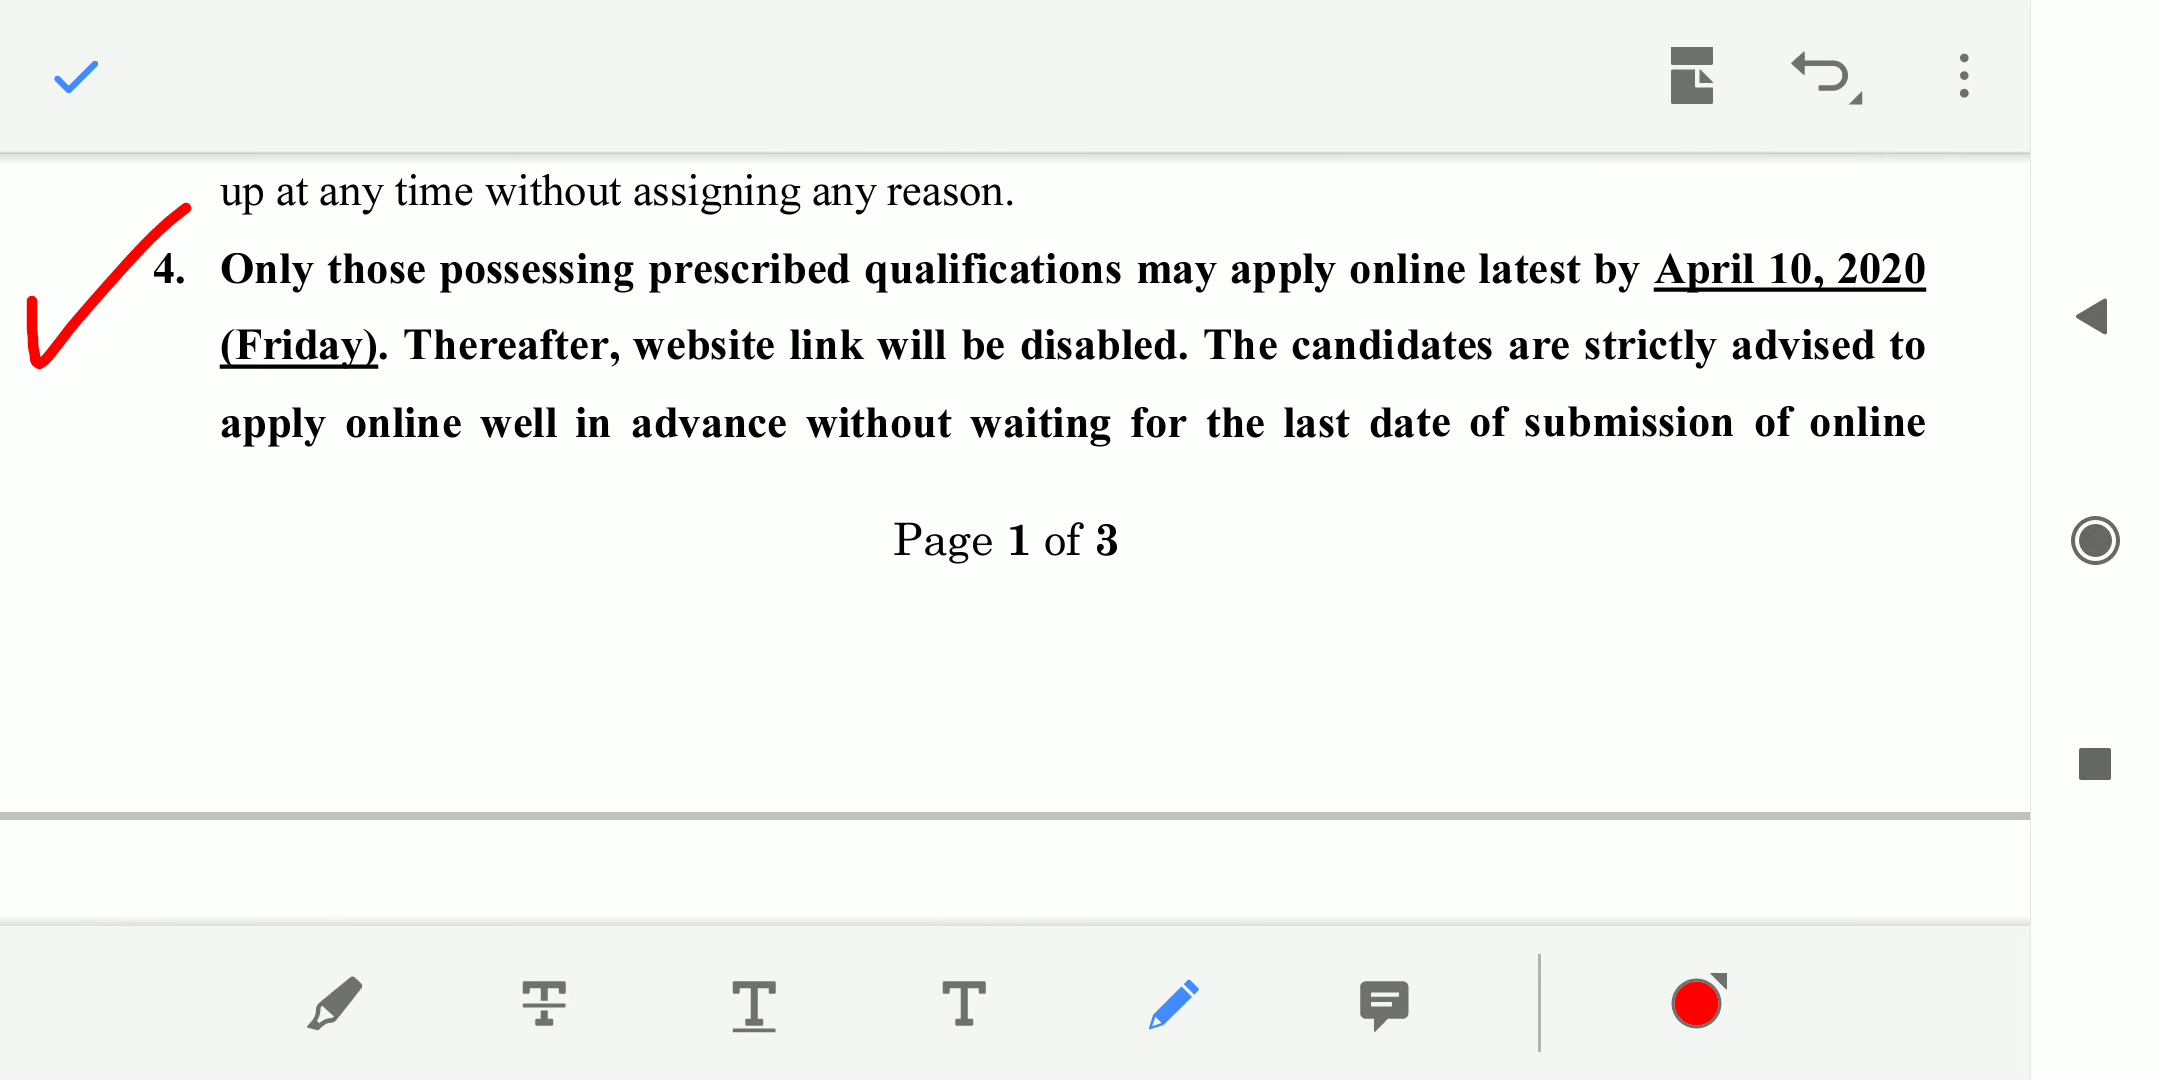 up at any time without assigning any reason.
4. Only those possessing prescribed qualifications may apply online latest by April 10, 2020
(Friday). Thereafter, website link will be disabled. The candidates are strictly advised to
apply online well in advance without waiting for the last date of submission of online
Page 1 of 3